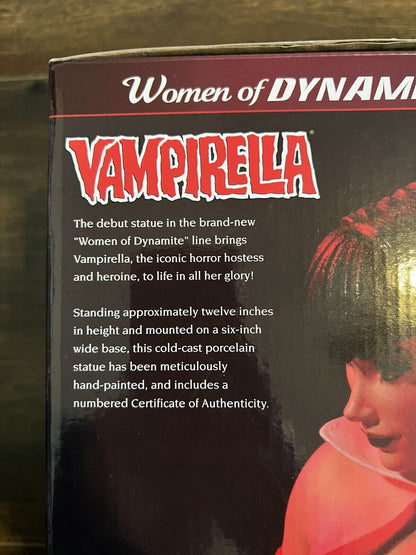 Women of DYNAM
VAMPIRELLA
The debut statue in the brand-new
"Women of Dynamite" line brings
Vampirella, the iconic horror hostess
and heroine, to life in all her glory!
Standing approximately twelve inches
in height and mounted on a six-inch
wide base, this cold-cast porcelain
statue has been meticulously
hand-painted, and includes a
numbered Certificate of Authenticity.